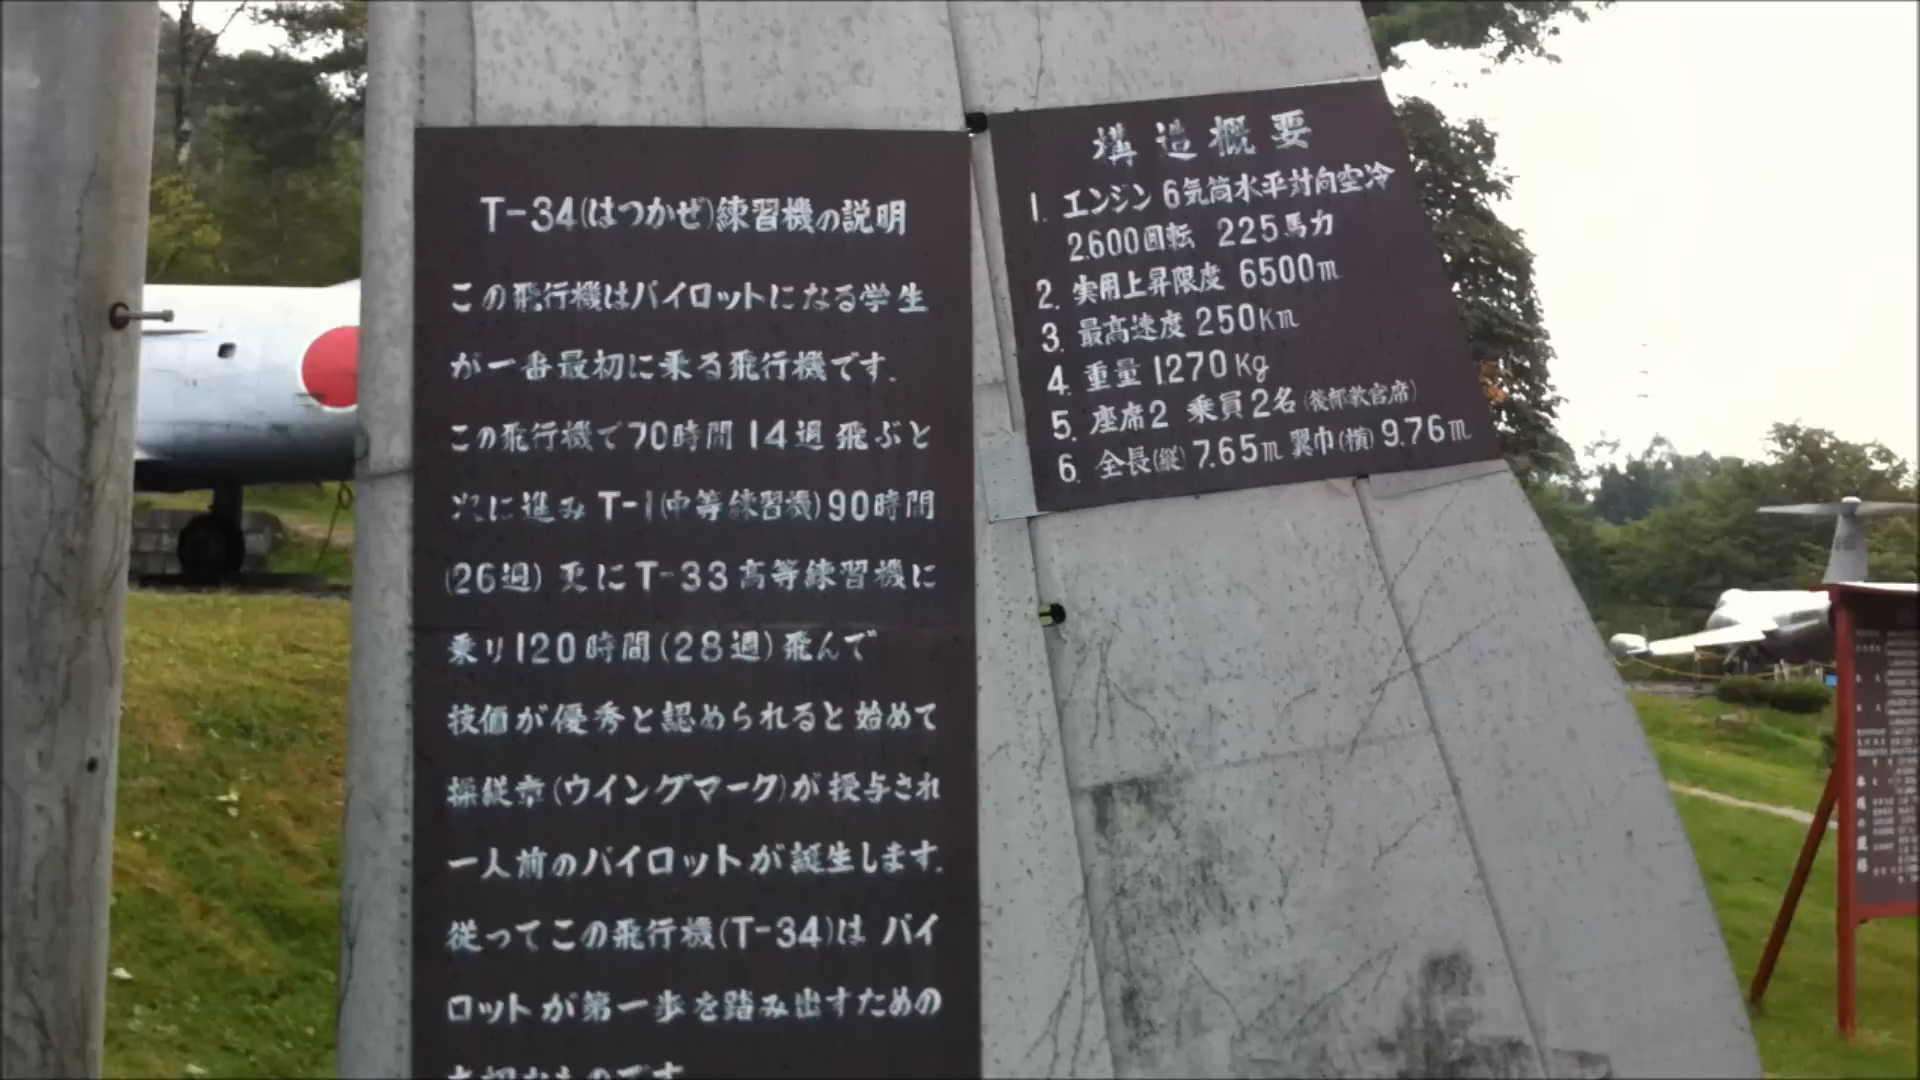 T-34(はつかぜ)練習機の説明
この飛行機はパイロットになる学生
が一番最初に乗る飛行機です.
この飛行機で70時間14週飛ぶと
次に進みT-1(中等練習機)90時間
(26週)更にT-33高等練習機に
乗り120時間(28週)飛んで
技価が優秀と認められると始めて
操縦章(ウイングマーク)が授与され
一人前のパイロットが誕生します.
従ってこの飛行機(T-34)はパイ
ロットが第一歩を踏み出すための
構造概要
1. エンジン6気筒水平対向空冷
2.600回転 225馬力
2. 実用上昇限度 6500m
3. 最高速度 250Km
4. 重量 1.270Kg
5. 座席2 乗員2名(後部教官席)
6. 全長(縦)7.65m翼巾(横)9.76m